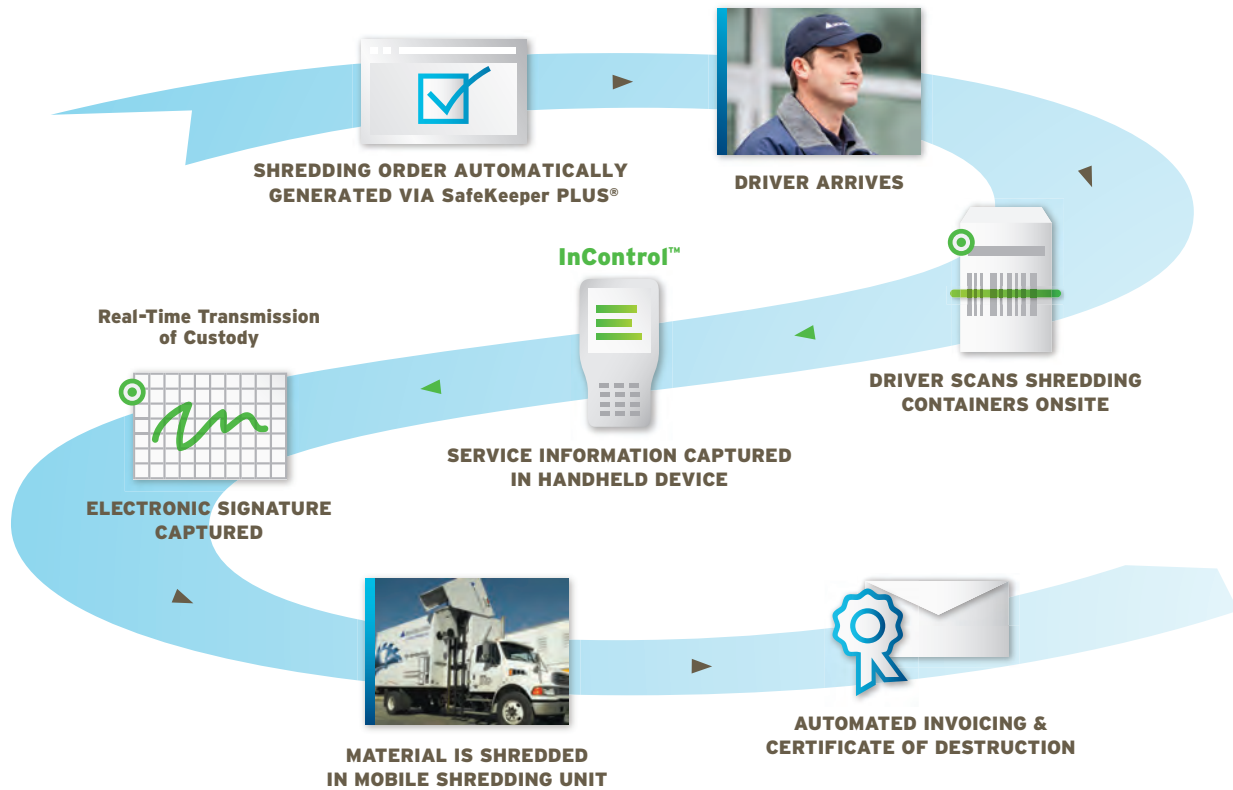 SHREDDING ORDER AUTOMATICALLY
GENERATED VIA SafeKeeper PLUS®
DRIVER ARRIVES
DRIVER SCANS SHREDDING
CONTAINERS ONSITE
InControl™
SERVICE INFORMATION CAPTURED
IN HANDHELD DEVICE
Real-Time Transmission
of Custody
ELECTRONIC SIGNATURE
CAPTURED
MATERIAL IS SHREDDED
IN MOBILE SHREDDING UNIT
AUTOMATED INVOICING &
CERTIFICATE OF DESTRUCTION